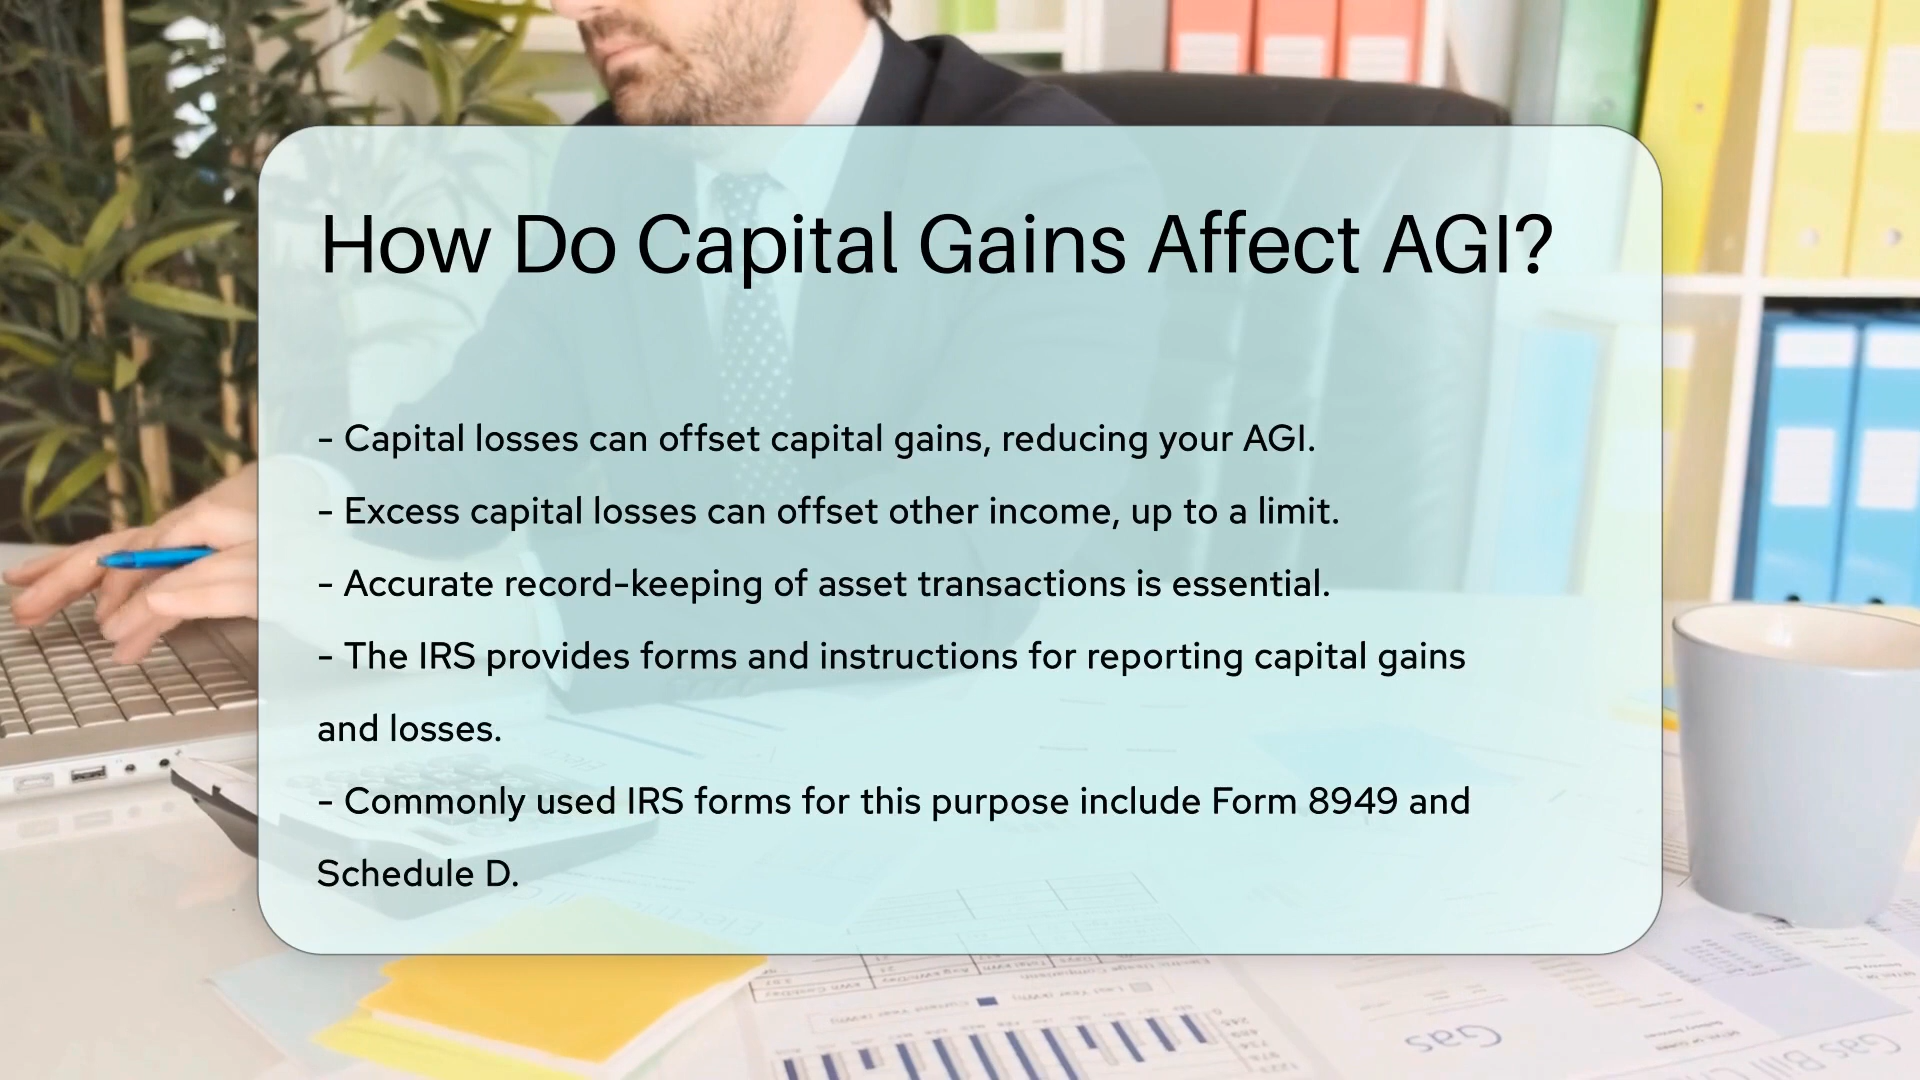 How Do Capital Gains Affect AGI?
- Capital losses can offset capital gains, reducing your AGI.
- Excess capital losses can offset other income, up to a limit.
- Accurate record-keeping of asset transactions is essential.
- The IRS provides forms and instructions for reporting capital gains
and losses.
- Commonly used IRS forms for this purpose include Form 8949 and
Schedule D.
Gas
Gas Bill